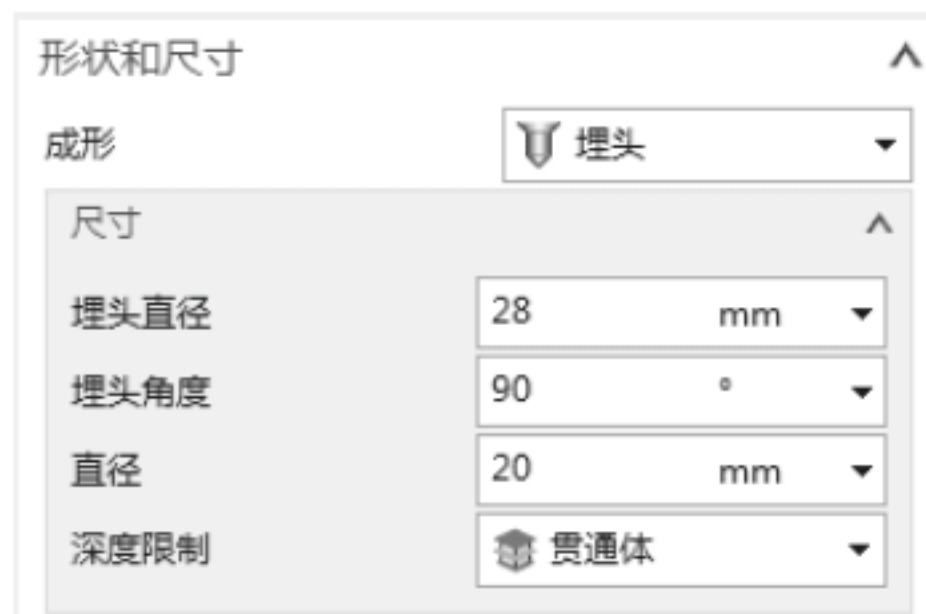 形状和尺寸
成形 埋头
尺寸
埋头直径 28 mm
埋头角度 90 °
直径 20 mm
深度限制 贯通体